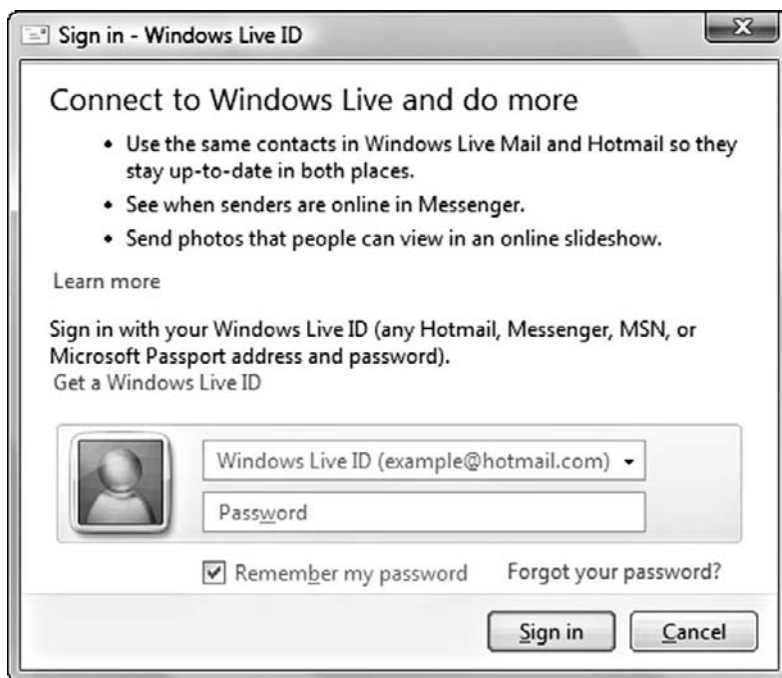 Sign in - Windows Live ID
Connect to Windows Live and do more
• Use the same contacts in Windows Live Mail and Hotmail so they
stay up-to-date in both places.
• See when senders are online in Messenger.
• Send photos that people can view in an online slideshow.
Learn more
Sign in with your Windows Live ID (any Hotmail, Messenger, MSN, or
Microsoft Passport address and password).
Get a Windows Live ID
Windows Live ID (example@hotmail.com)
Password
Remember my password Forgot your password?
Sign in Cancel